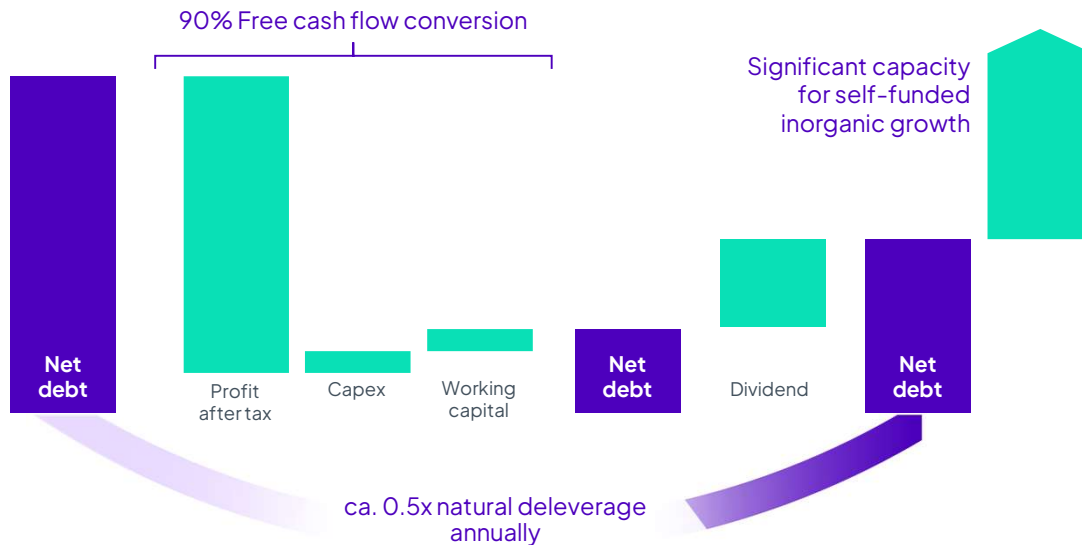 90% Free cash flow conversion
Significant capacity
for self-funded
inorganic growth
Net
debt
Profit
after tax
Capex
Working
capital
Net
debt
Dividend
Net
debt
ca. 0.5x natural deleverage
annually